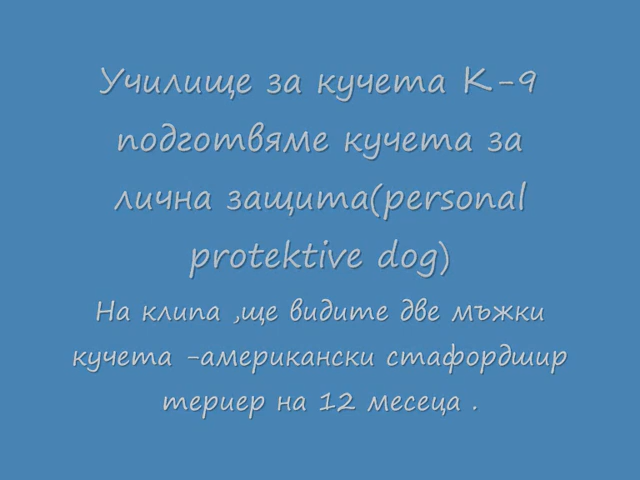 Училище за кучета К-9
подготвяме кучета за
лична защита(personal
protektive dog)
На клипа ,ще видите две мъжки
кучета -американски стафордшир
териер на 12 месеца .